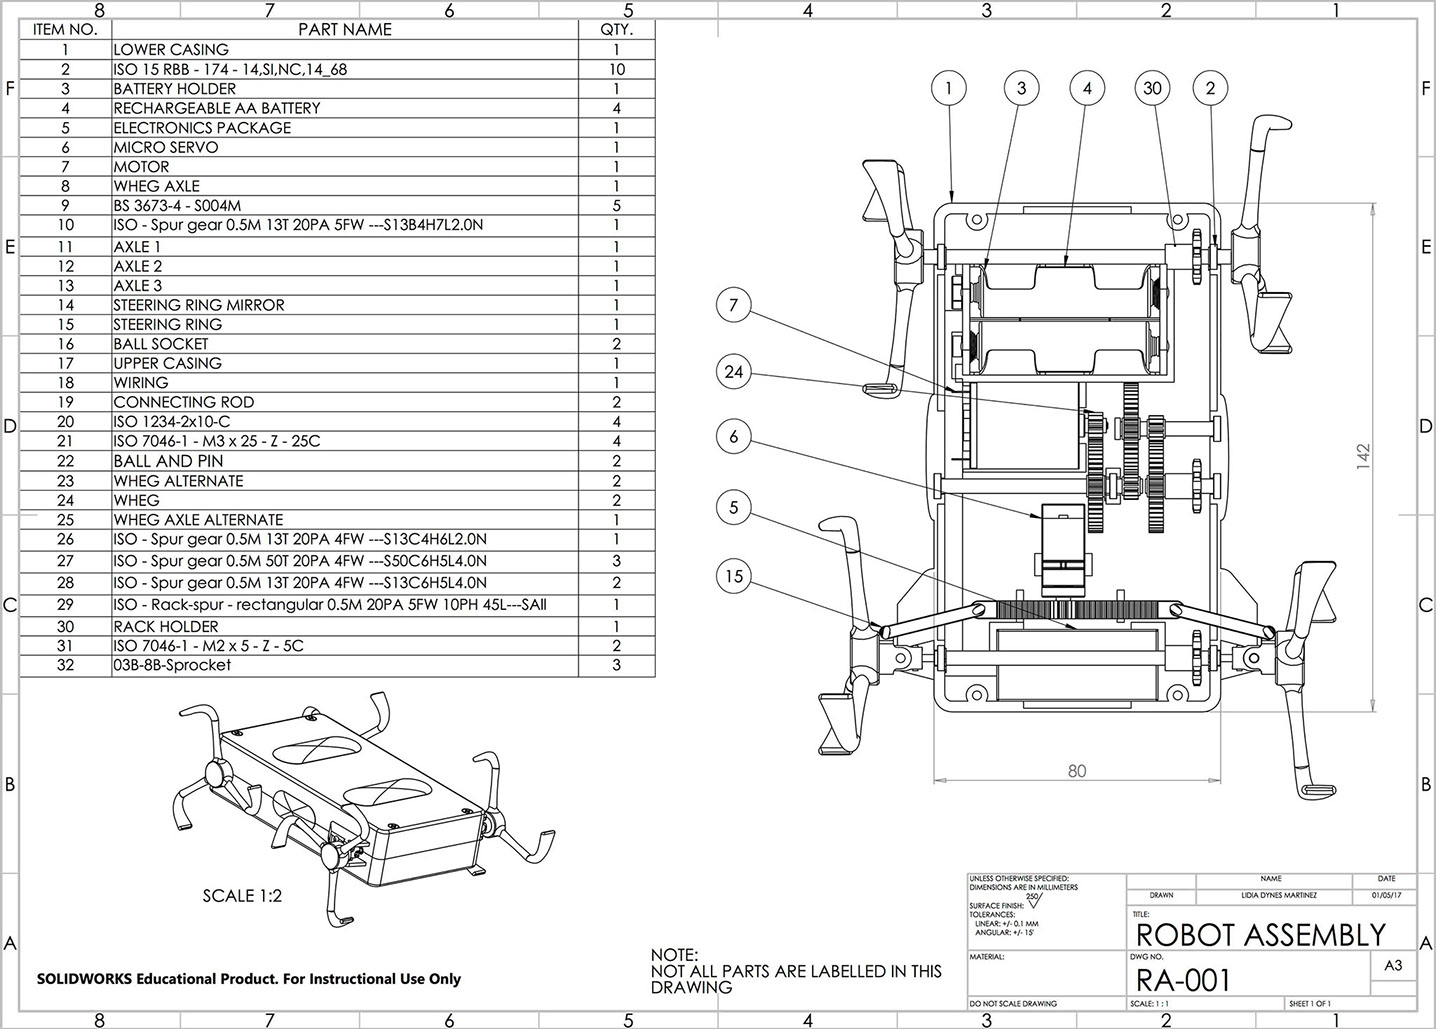 8 7 6 5 4 3 2 1
ITEM NO. PART NAME QTY.
1 LOWER CASING 1
2 ISO 15 RBB - 174 - 14,SI,NC,14_68 10
3 BATTERY HOLDER 1
4 RECHARGEABLE AA BATTERY 4
5 ELECTRONICS PACKAGE 1
6 MICRO SERVO 1
7 MOTOR 1
8 WHEG AXLE 1
9 BS 3673-4 - S004M 5
10 ISO - Spur gear 0.5M 13T 20PA 5FW ---S13B4H7L2.0N 1
11 AXLE 1 1
12 AXLE 2 1
13 AXLE 3 1
14 STEERING RING MIRROR 1
15 STEERING RING 1
16 BALL SOCKET 2
17 UPPER CASING 1
18 WIRING 1
19 CONNECTING ROD 2
20 ISO 1234-2x10-C 4
21 ISO 7046-1 - M3 x 25 - Z - 25C 4
22 BALL AND PIN 2
23 WHEG ALTERNATE 2
24 WHEG 2
25 WHEG AXLE ALTERNATE 1
26 ISO - Spur gear 0.5M 13T 20PA 4FW ---S13C4H6L2.0N 1
27 ISO - Spur gear 0.5M 50T 20PA 4FW ---S50C6H5L4.0N 3
28 ISO - Spur gear 0.5M 13T 20PA 4FW ---S13C6H5L4.0N 2
29 ISO - Rack-spur - rectangular 0.5M 20PA 5FW 10PH 45L---SAll 1
30 RACK HOLDER 1
31 ISO 7046-1 - M2 x 5 - Z - 5C 2
32 03B-8B-Sprocket 3
F
E
D
C
B
A
1 3 4 30 2
7
24
6
5
15
142
80
F
E
D
C
B
A
SCALE 1:2
SOLIDWORKS Educational Product. For Instructional Use Only
NOTE:
NOT ALL PARTS ARE LABELLED IN THIS
DRAWING
UNLESS OTHERWISE SPECIFIED:
DIMENSIONS ARE IN MILLIMETERS
250
SURFACE FINISH:
TOLERANCES:
LINEAR: +/- 0.1 MM
ANGULAR: +/- 15'
NAME DATE
DRAWN LIDIA DYNES MARTINEZ 01/05/17
TITLE:
ROBOT ASSEMBLY
MATERIAL:
DWG NO.
RA-001
A3
DO NOT SCALE DRAWING
SCALE: 1 : 1
SHEET 1 OF 1
8 7 6 5 4 3 2 1